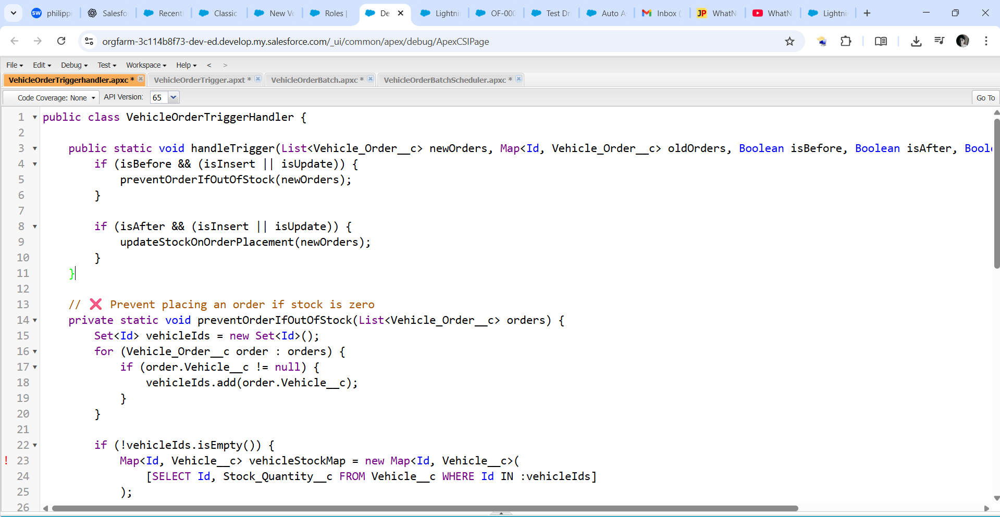 philipp
Salesfo
Recent
Classic
New Ve
Roles |
De
Lightni
OF-000
Test Dr
Auto A
Inbox (
WhatN
WhatN
Lightni
orgfarm-3c114b8f73-dev-ed.develop.my.salesforce.com/_ui/common/apex/debug/ApexCSIPage
File Edit Debug Test Workspace Help < >
VehicleOrderTriggerhandler.apxc * VehicleOrderTrigger.apxt * VehicleOrderBatch.apxc * VehicleOrderBatchScheduler.apxc *
Code Coverage: None API Version: 65 Go To
1 public class VehicleOrderTriggerHandler {
2
3 public static void handleTrigger(List<Vehicle_Order__c> newOrders, Map<Id, Vehicle_Order__c> oldOrders, Boolean isBefore, Boolean isAfter, Bool
4 if (isBefore && (isInsert || isUpdate)) {
5 preventOrderIfOutOfStock(newOrders);
6 }
7
8 if (isAfter && (isInsert || isUpdate)) {
9 updateStockOnOrderPlacement(newOrders);
10 }
11 }
12
13 // ❌ Prevent placing an order if stock is zero
14 private static void preventOrderIfOutOfStock(List<Vehicle_Order__c> orders) {
15 Set<Id> vehicleIds = new Set<Id>();
16 for (Vehicle_Order__c order : orders) {
17 if (order.Vehicle__c != null) {
18 vehicleIds.add(order.Vehicle__c);
19 }
20 }
21
22 if (!vehicleIds.isEmpty()) {
! 23 Map<Id, Vehicle__c> vehicleStockMap = new Map<Id, Vehicle__c>(
24 [SELECT Id, Stock_Quantity__c FROM Vehicle__c WHERE Id IN :vehicleIds]
25 );
26